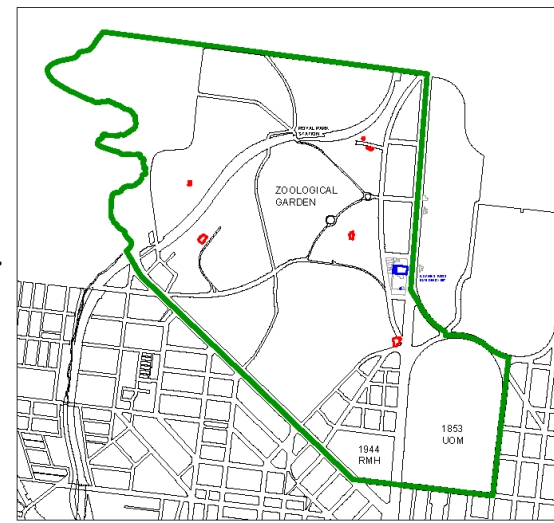 ROYAL PARK
STATION
ZOOLOGICAL
GARDEN
1853
UOM
1944
RMH